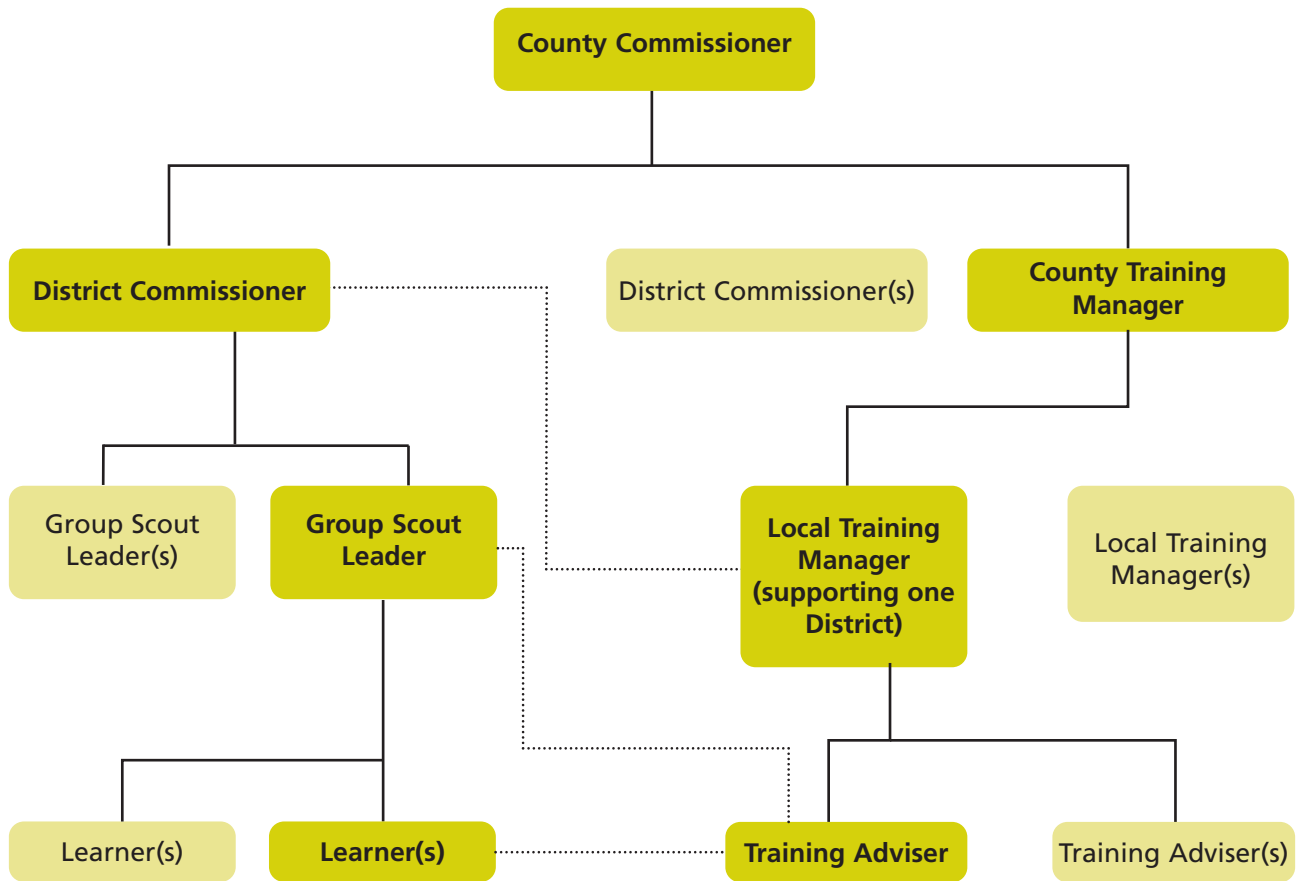 County Commissioner
District Commissioner
District Commissioner(s)
County Training
Manager
Group Scout
Leader(s)
Group Scout
Leader
Local Training
Manager
(supporting one
District)
Local Training
Manager(s)
Learner(s)
Learner(s)
Training Adviser
Training Adviser(s)